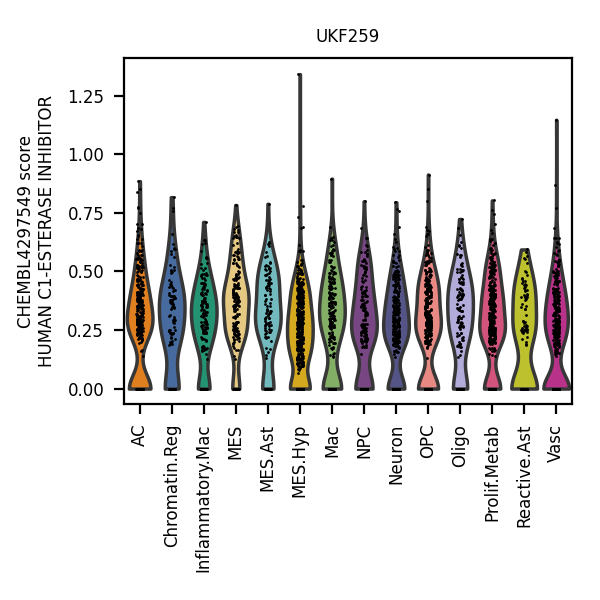 UKF259
CHEMBL4297549 score
HUMAN C1-ESTERASE INHIBITOR
1.25
1.00
0.75
0.50
0.25
0.00
AC
Chromatin.Reg
Inflammatory.Mac
MES
MES.Ast
MES.Hyp
Mac
NPC
Neuron
OPC
Oligo
Prolif.Metab
Reactive.Ast
Vasc